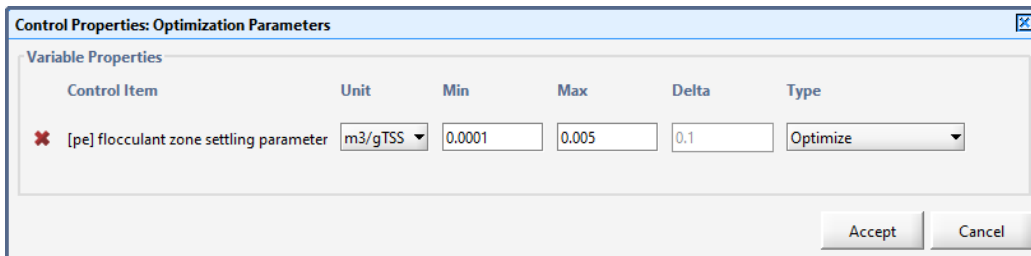 Control Properties: Optimization Parameters
Variable Properties
Control Item Unit Min Max Delta Type
[pe] flocculant zone settling parameter m3/gTSS 0.0001 0.005 0.1 Optimize
Accept Cancel